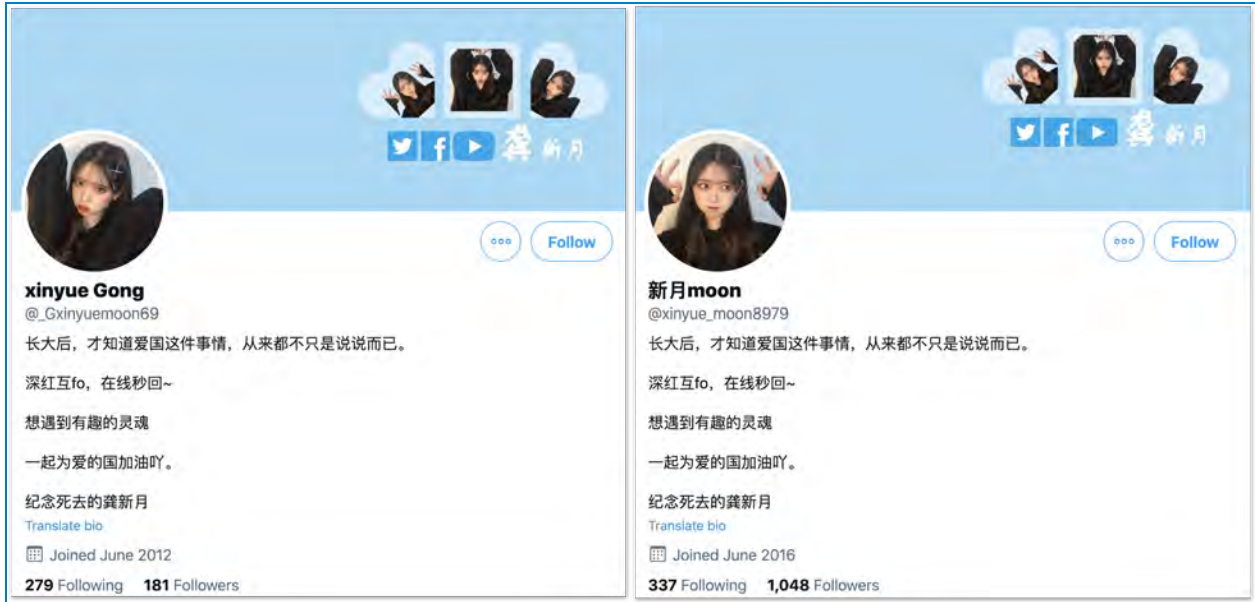 龚 新月
Follow
xinyue Gong
@_Gxinyuemoon69
长大后，才知道爱国这件事情，从来都不只是说说而已。
深红互fo，在线秒回~
想遇到有趣的灵魂
一起为爱的国加油吖。
纪念死去的龚新月
Translate bio
Joined June 2012
279 Following 181 Followers
龚 新月
Follow
新月moon
@xinyue_moon8979
长大后，才知道爱国这件事情，从来都不只是说说而已。
深红互fo，在线秒回~
想遇到有趣的灵魂
一起为爱的国加油吖。
纪念死去的龚新月
Translate bio
Joined June 2016
337 Following 1,048 Followers